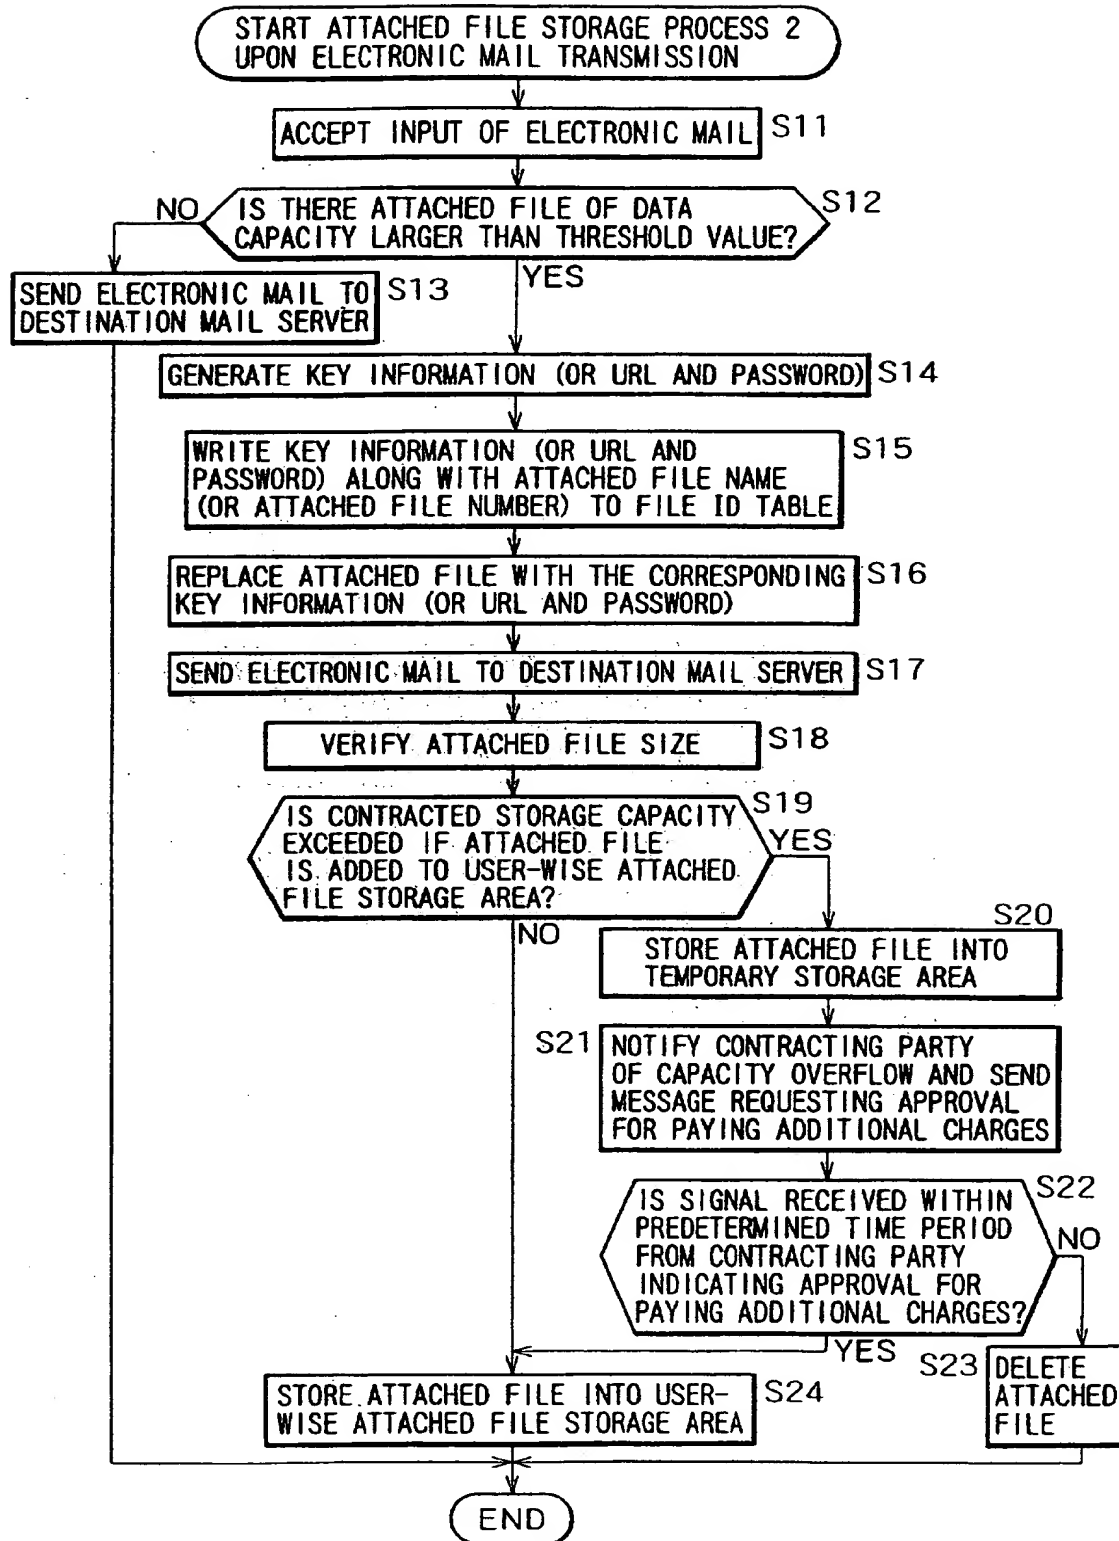 START ATTACHED FILE STORAGE PROCESS 2
UPON ELECTRONIC MAIL TRANSMISSION
ACCEPT INPUT OF ELECTRONIC MAIL
S11
IS THERE ATTACHED FILE OF DATA
CAPACITY LARGER THAN THRESHOLD VALUE?
S12
NO
YES
SEND ELECTRONIC MAIL TO
DESTINATION MAIL SERVER
S13
GENERATE KEY INFORMATION (OR URL AND PASSWORD)
S14
WRITE KEY INFORMATION (OR URL AND
PASSWORD) ALONG WITH ATTACHED FILE NAME
(OR ATTACHED FILE NUMBER) TO FILE ID TABLE
S15
REPLACE ATTACHED FILE WITH THE CORRESPONDING
KEY INFORMATION (OR URL AND PASSWORD)
S16
SEND ELECTRONIC MAIL TO DESTINATION MAIL SERVER
S17
VERIFY ATTACHED FILE SIZE
S18
IS CONTRACTED STORAGE CAPACITY
EXCEEDED IF ATTACHED FILE
IS ADDED TO USER-WISE ATTACHED
FILE STORAGE AREA?
S19
YES
NO
S20
STORE ATTACHED FILE INTO
TEMPORARY STORAGE AREA
S21
NOTIFY CONTRACTING PARTY
OF CAPACITY OVERFLOW AND SEND
MESSAGE REQUESTING APPROVAL
FOR PAYING ADDITIONAL CHARGES
IS SIGNAL RECEIVED WITHIN
PREDETERMINED TIME PERIOD
FROM CONTRACTING PARTY
INDICATING APPROVAL FOR
PAYING ADDITIONAL CHARGES?
S22
NO
YES
S23
DELETE
ATTACHED
FILE
STORE ATTACHED FILE INTO USER-
WISE ATTACHED FILE STORAGE AREA
S24
END